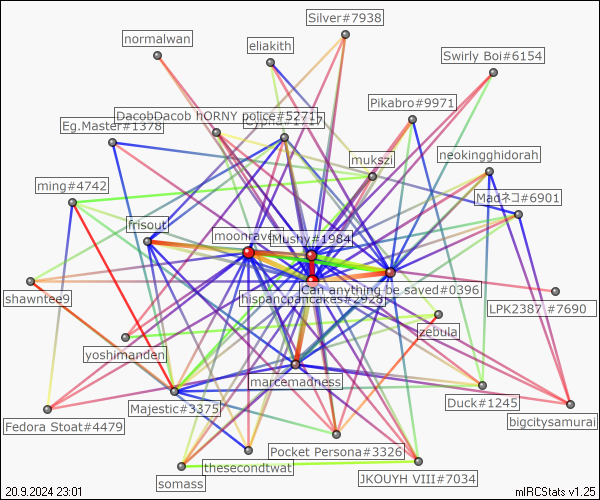 Silver#7938
normalwan
eliakith
Swirly Boi#6154
Pikabro#9971
DacobDacob hORNY police#5271
Eg.Master#1378
mukszi
neokingghidorah
ming#4742
Madネコ#6901
frisout
moonraven
Mushy#1984
Can anything be saved#0396
shawntee9
hispancpancakes#2928
LPK2387 #7690
zebula
yoshimanden
marcemadness
Majestic#3375
Duck#1245
Fedora Stoat#4479
bigcitysamurai
Pocket Persona#3326
thesecondtwat
JKOUYH VIII#7034
somass
20.9.2024 23:01
mIRCStats v1.25